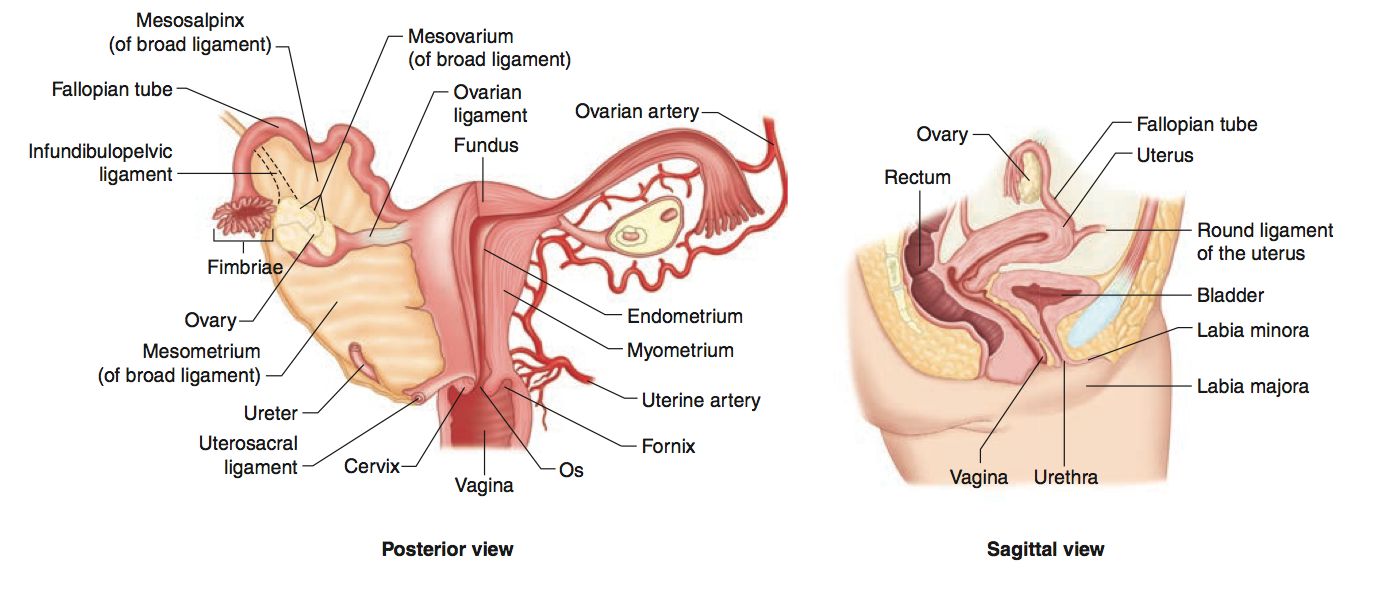 Mesosalpinx
(of broad ligament)
Fallopian tube
Infundibulopelvic
ligament
Fimbriae
Ovary
Mesometrium
(of broad ligament)
Ureter
Uterosacral
ligament
Cervix
Vagina
Os
Fornix
Uterine artery
Myometrium
Endometrium
Mesovarium
(of broad ligament)
Ovarian
ligament
Fundus
Ovarian artery
Posterior view
Ovary
Rectum
Fallopian tube
Uterus
Round ligament
of the uterus
Bladder
Labia minora
Labia majora
Vagina
Urethra
Sagittal view